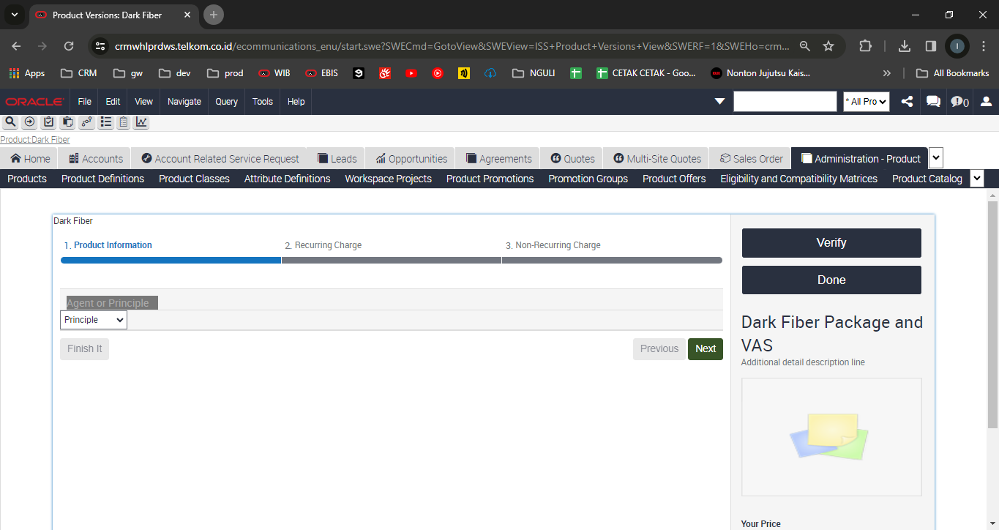 Product Versions: Dark Fiber
crmwhlprdws.telkom.co.id/ecommunications_enu/start.swe?SWECmd=GotoView&SWEView=ISS+Product+Versions+View&SWERF=1&SWEHo=crm...
Apps CRM gw dev prod WIB EBIS NGULI CETAK CETAK - Goo... Nonton Jujutsu Kais... » All Bookmarks
ORACLE File Edit View Navigate Query Tools Help * All Pro 0
Product:Dark Fiber
Home Accounts Account Related Service Request Leads Opportunities Agreements Quotes Multi-Site Quotes Sales Order Administration - Product
Products Product Definitions Product Classes Attribute Definitions Workspace Projects Product Promotions Promotion Groups Product Offers Eligibility and Compatibility Matrices Product Catalog
Dark Fiber
1. Product Information 2. Recurring Charge 3. Non-Recurring Charge
Agent or Principle
Principle
Finish It Previous Next
Verify
Done
Dark Fiber Package and
VAS
Additional detail description line
Your Price